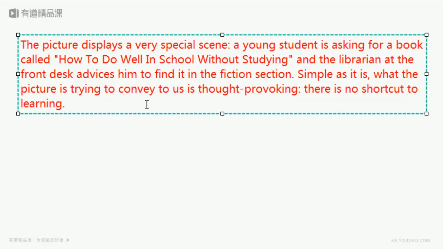 有道精品课
The picture displays a very special scene: a young student is asking for a book
called "How To Do Well In School Without Studying" and the librarian at the
front desk advices him to find it in the fiction section. Simple as it is, what the
picture is trying to convey to us is thought-provoking: there is no shortcut to
learning.